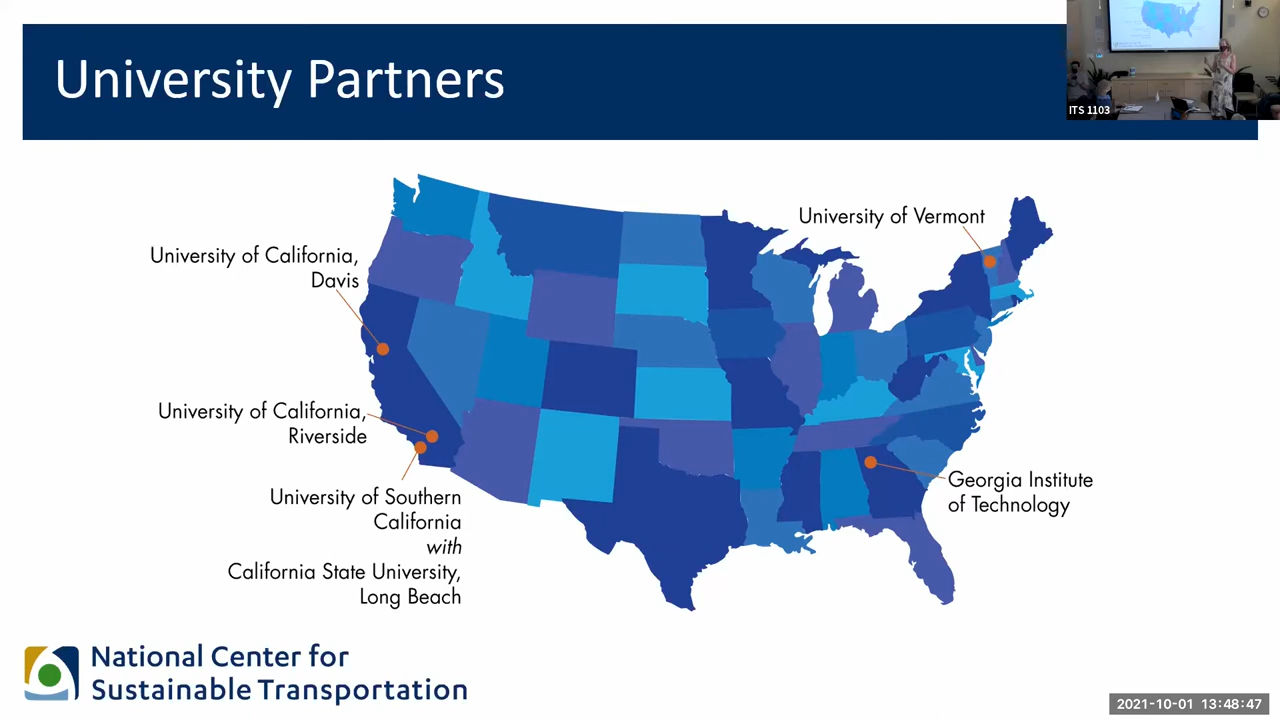 University Partners
ITS 1103
University of Vermont
University of California,
Davis
University of California,
Riverside
University of Southern
California
with
California State University,
Long Beach
Georgia Institute
of Technology
National Center for
Sustainable Transportation
2021-10-01 13:48:47